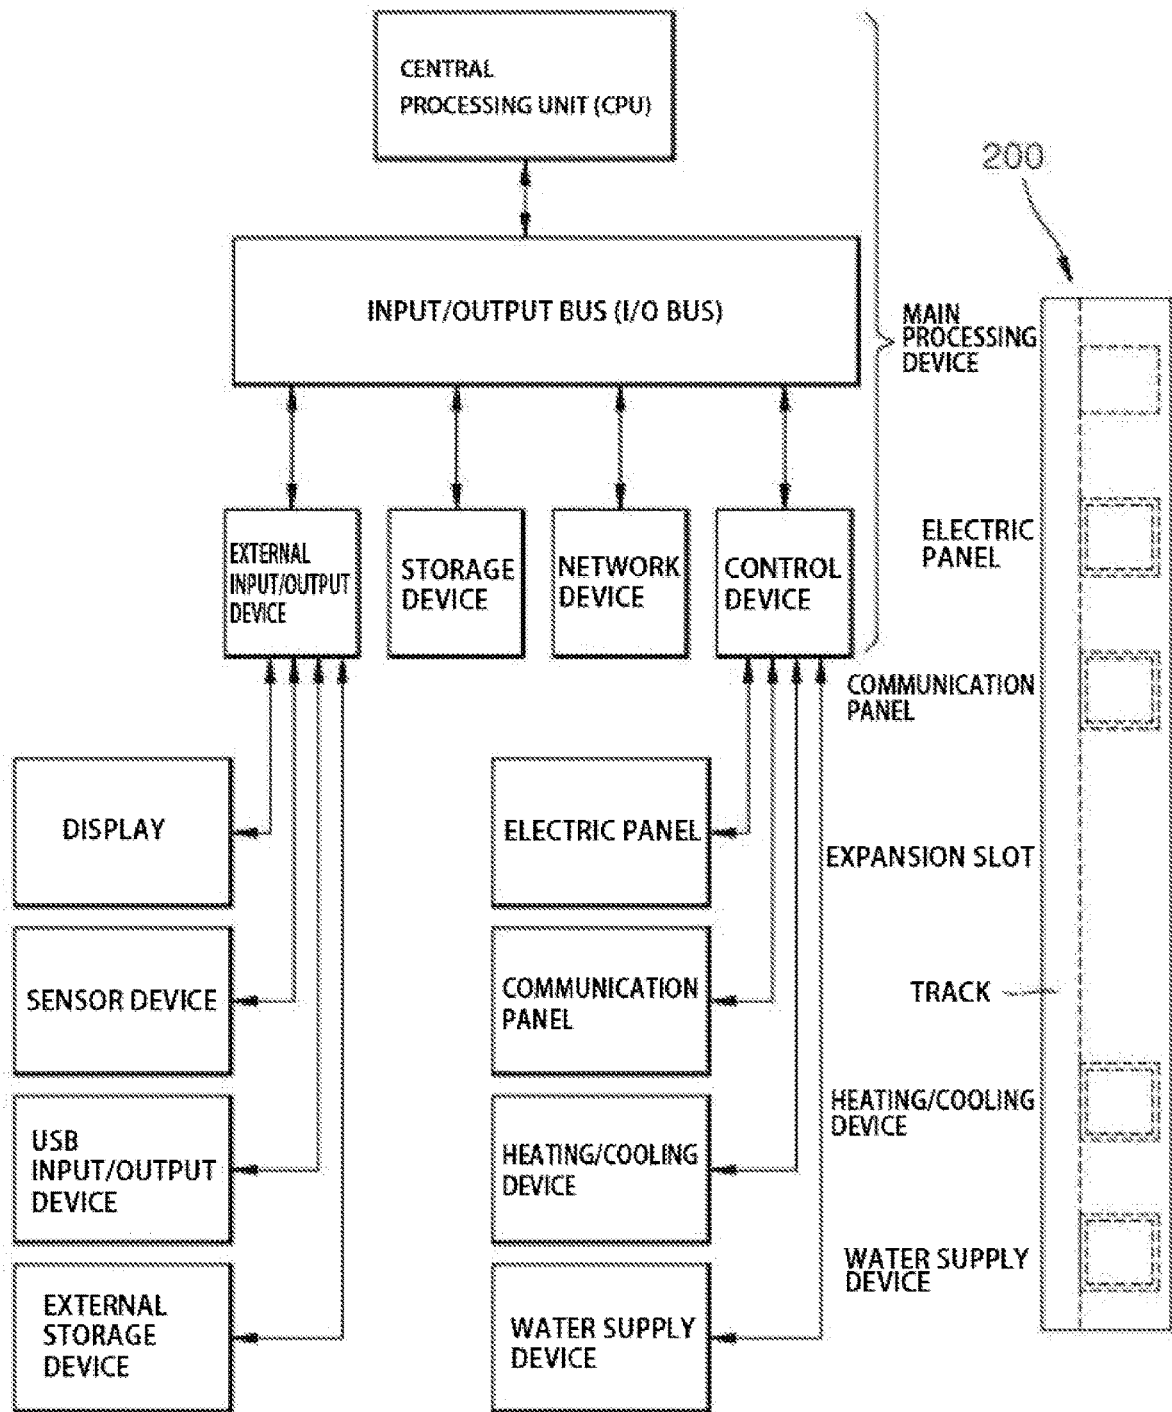 CENTRAL
PROCESSING UNIT (CPU)
200
INPUT/OUTPUT BUS (I/O BUS)
MAIN
PROCESSING
DEVICE
EXTERNAL
INPUT/OUTPUT
DEVICE
STORAGE
DEVICE
NETWORK
DEVICE
CONTROL
DEVICE
ELECTRIC
PANEL
COMMUNICATION
PANEL
DISPLAY
ELECTRIC PANEL
EXPANSION SLOT
SENSOR DEVICE
COMMUNICATION
PANEL
TRACK
USB
INPUT/OUTPUT
DEVICE
HEATING/COOLING
DEVICE
HEATING/COOLING
DEVICE
EXTERNAL
STORAGE
DEVICE
WATER SUPPLY
DEVICE
WATER SUPPLY
DEVICE